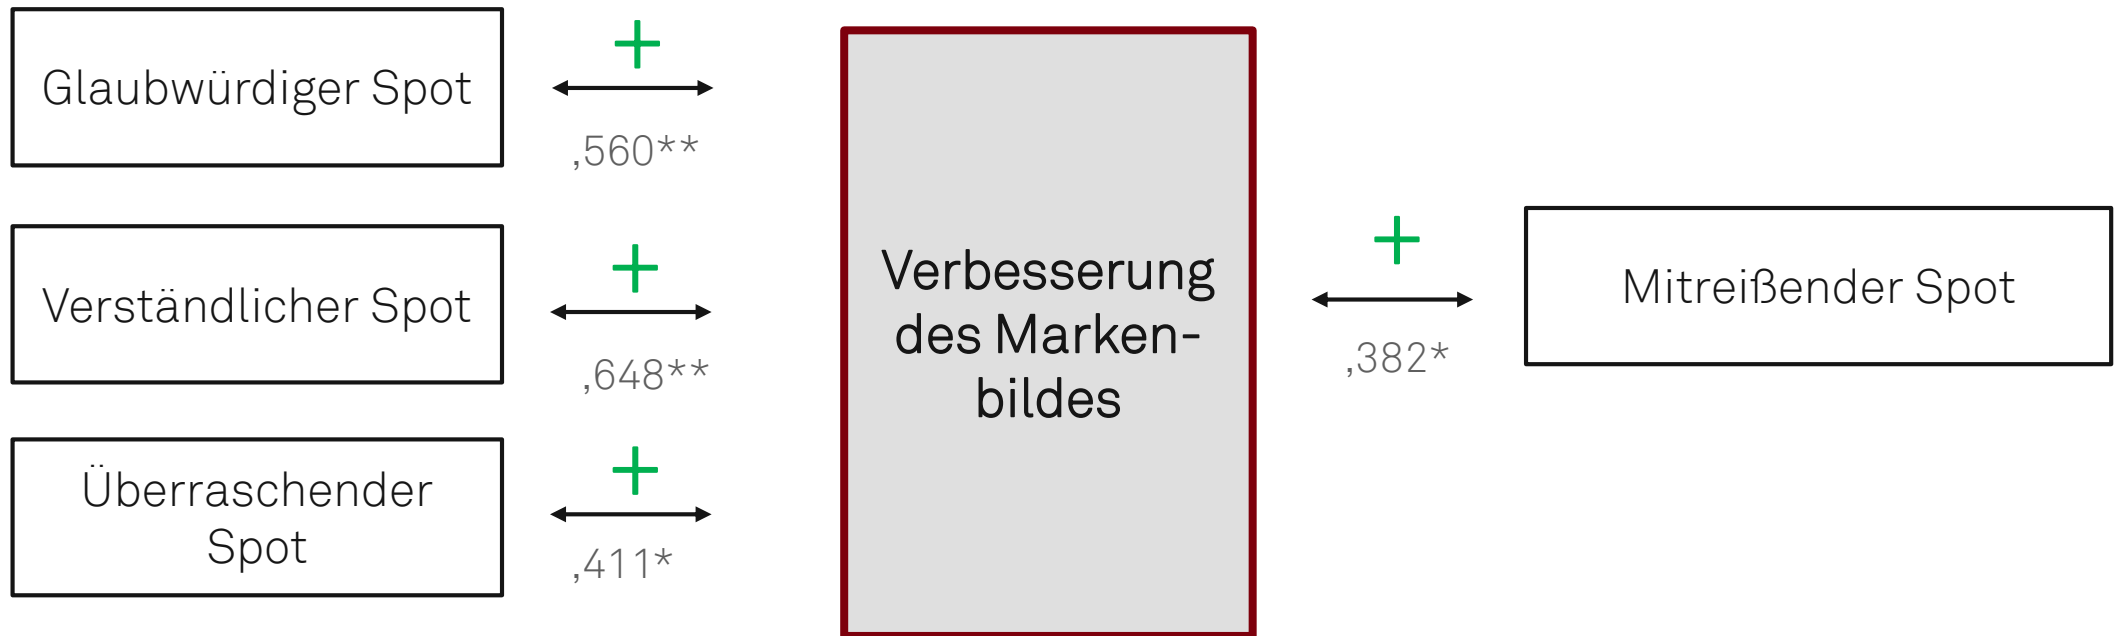 Glaubwürdiger Spot
+
,560**
Verständlicher Spot
+
,648**
Überraschender
Spot
+
,411*
Verbesserung
des Marken-
bildes
+
,382*
Mitreißender Spot